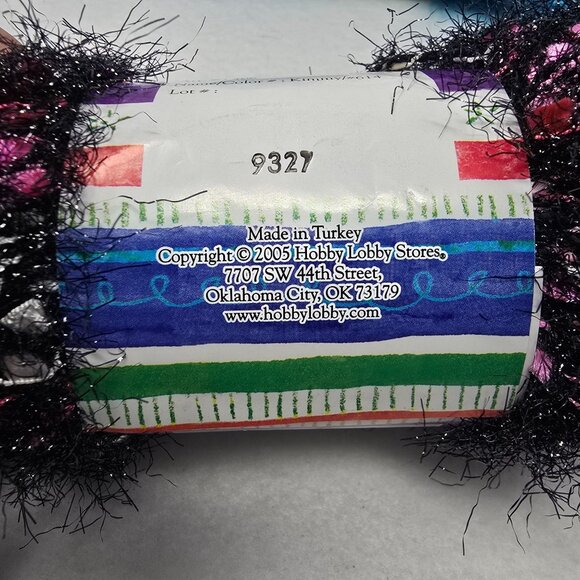 Lot # :
9327
Made in Turkey
Copyright © 2005 Hobby Lobby Stores®
7707 SW 44th Street,
Oklahoma City, OK 73179
www.hobbylobby.com